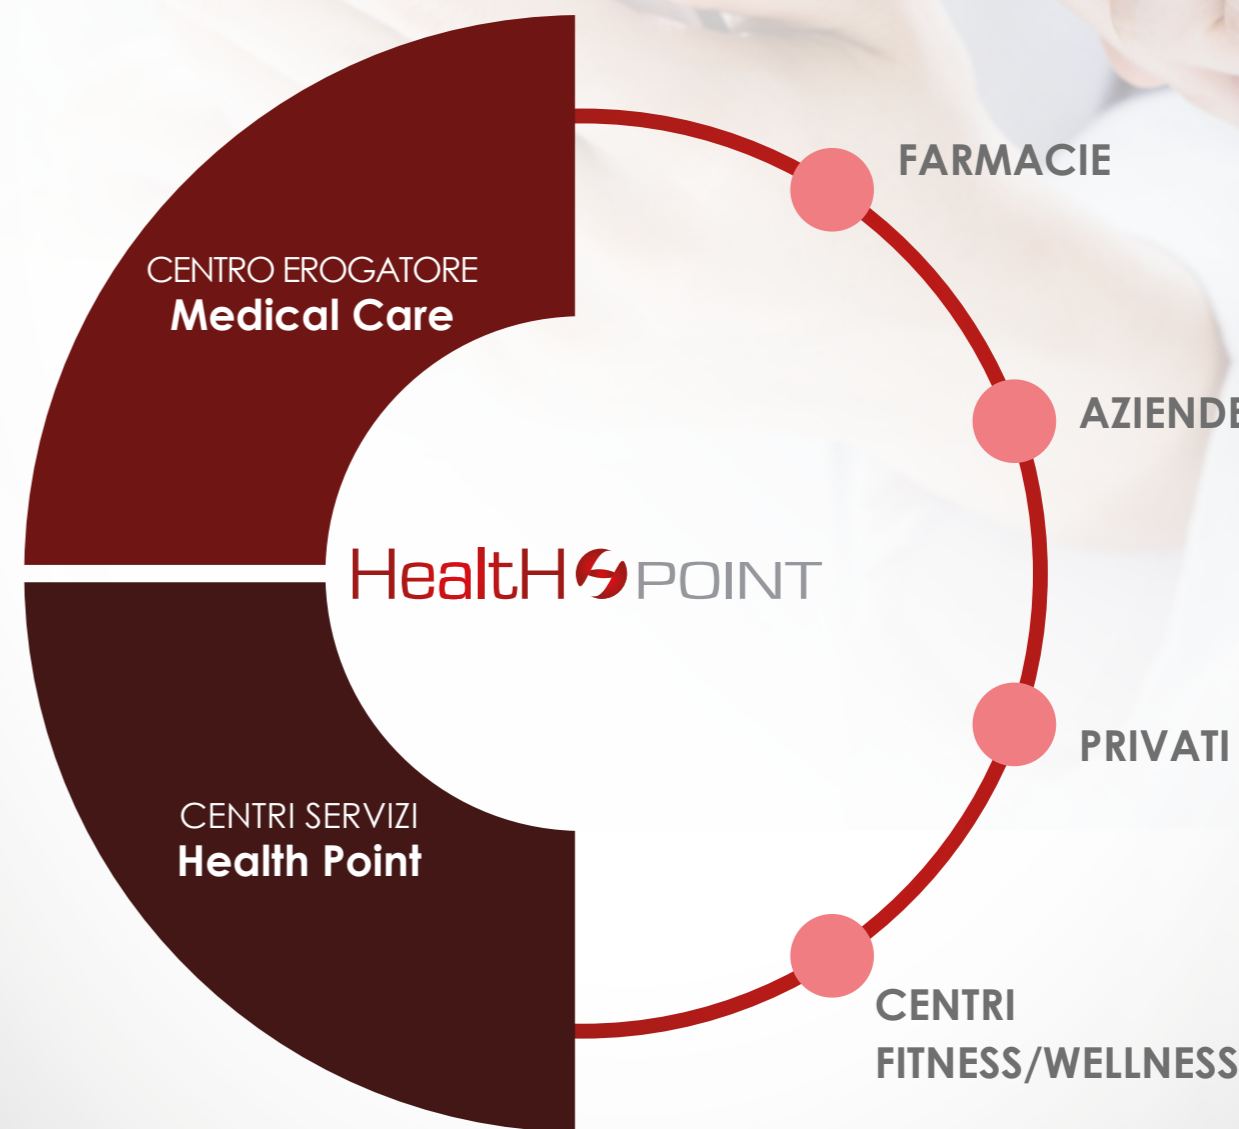 FARMACIE
CENTRO EROGATORE
Medical Care
AZIENDE
HealtH POINT
PRIVATI
CENTRI SERVIZI
Health Point
CENTRI
FITNESS/WELLNESS